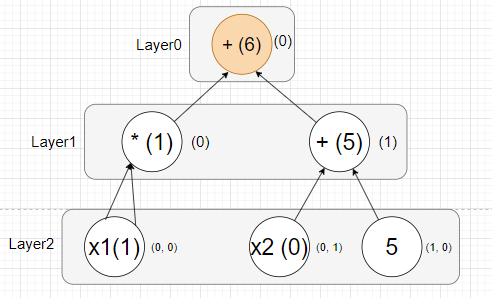 Layer0
+ (6)
(0)
Layer1
* (1)
(0)
+ (5)
(1)
Layer2
x1(1)
(0, 0)
x2 (0)
(0, 1)
5
(1, 0)